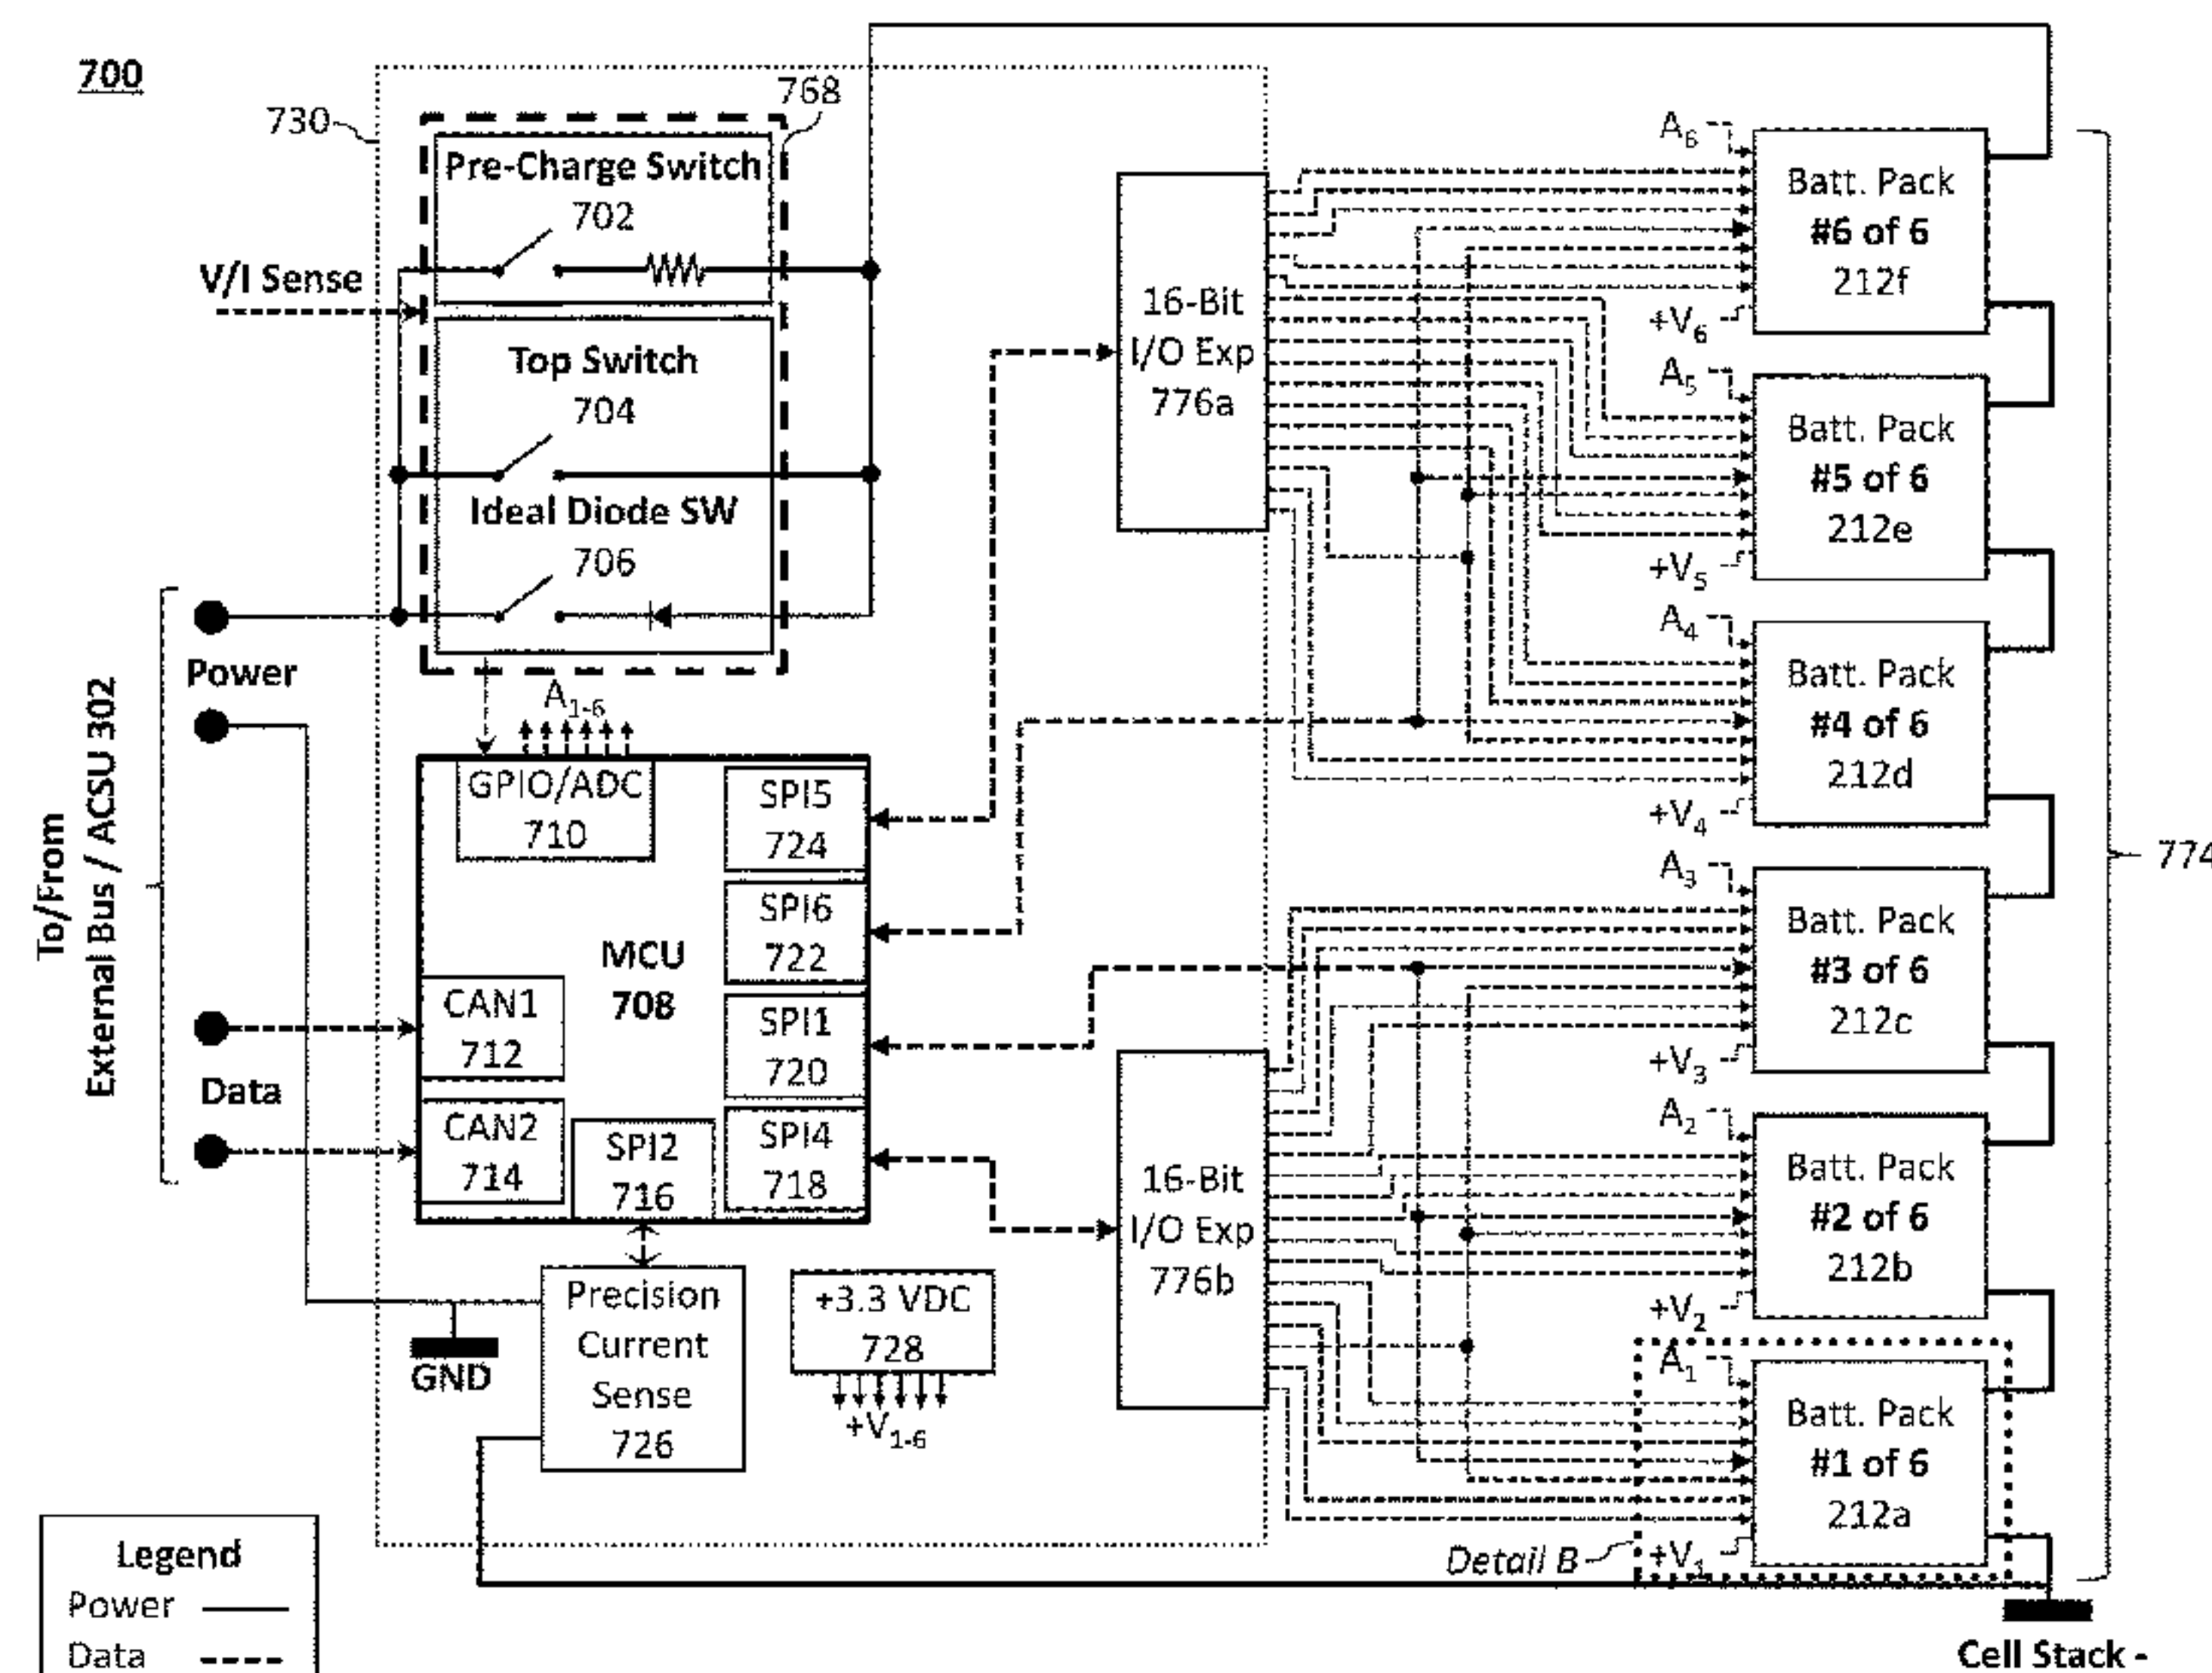 700
730
768
Pre-Charge Switch
702
V/I Sense
Top Switch
704
Ideal Diode SW
706
Power
To/From
External Bus / ACSU 302
Data
A1-6
GPIO/ADC
710
MCU
708
CAN1
712
CAN2
714
SPI2
716
SPI5
724
SPI6
722
SPI1
720
SPI4
718
Precision
Current
Sense
726
GND
+3.3 VDC
728
+V1-6
16-Bit
I/O Exp
776a
16-Bit
I/O Exp
776b
A6
Batt. Pack
#6 of 6
212f
+V6
A5
Batt. Pack
#5 of 6
212e
+V5
A4
Batt. Pack
#4 of 6
212d
+V4
774
A3
Batt. Pack
#3 of 6
212c
+V3
A2
Batt. Pack
#2 of 6
212b
+V2
A1
Batt. Pack
#1 of 6
212a
+V1
Detail B
Cell Stack -
Legend
Power
Data